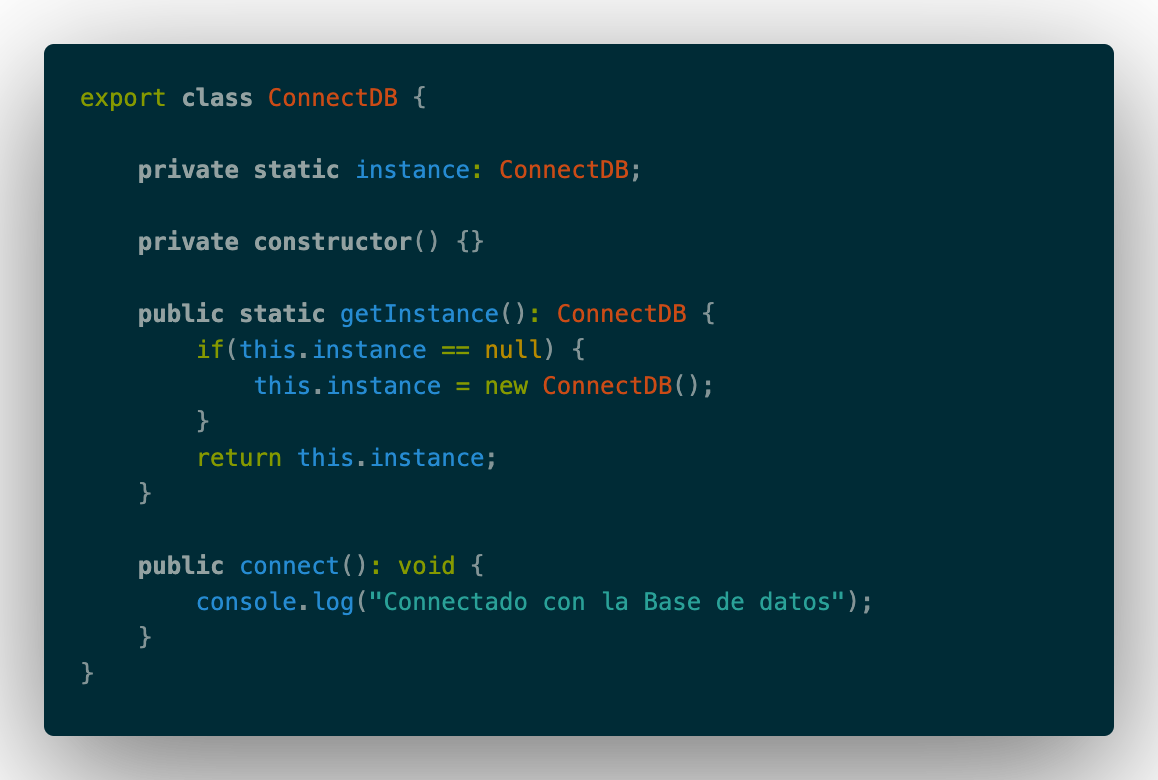 export class ConnectDB {
    private static instance: ConnectDB;
    private constructor() {}
    public static getInstance(): ConnectDB {
        if(this.instance == null) {
            this.instance = new ConnectDB();
        }
        return this.instance;
    }
    public connect(): void {
        console.log("Connectado con la Base de datos");
    }
}